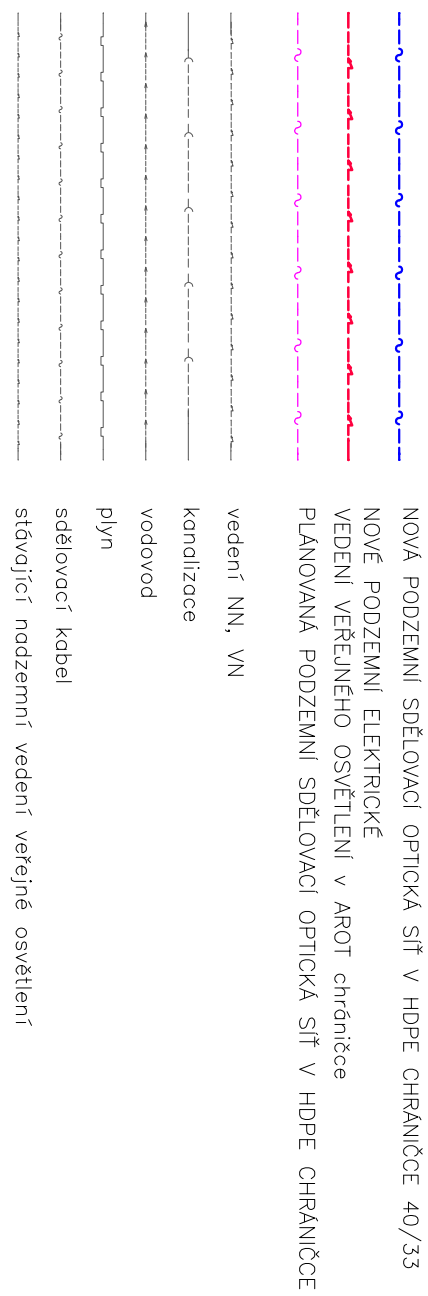 NOVÁ PODZEMNÍ SDĚLOVACÍ OPTICKÁ SÍŤ V HDPE CHRÁNIČCE 40/33
NOVÉ PODZEMNÍ ELEKTRICKÉ
VEDENÍ VEŘEJNÉHO OSVĚTLENÍ v AROT chráničce
PLÁNOVANÁ PODZEMNÍ SDĚLOVACÍ OPTICKÁ SÍŤ V HDPE CHRÁNIČCE
vedení NN, VN
kanalizace
vodovod
plyn
sdělovací kabel
stávající nadzemní vedení veřejné osvětlení